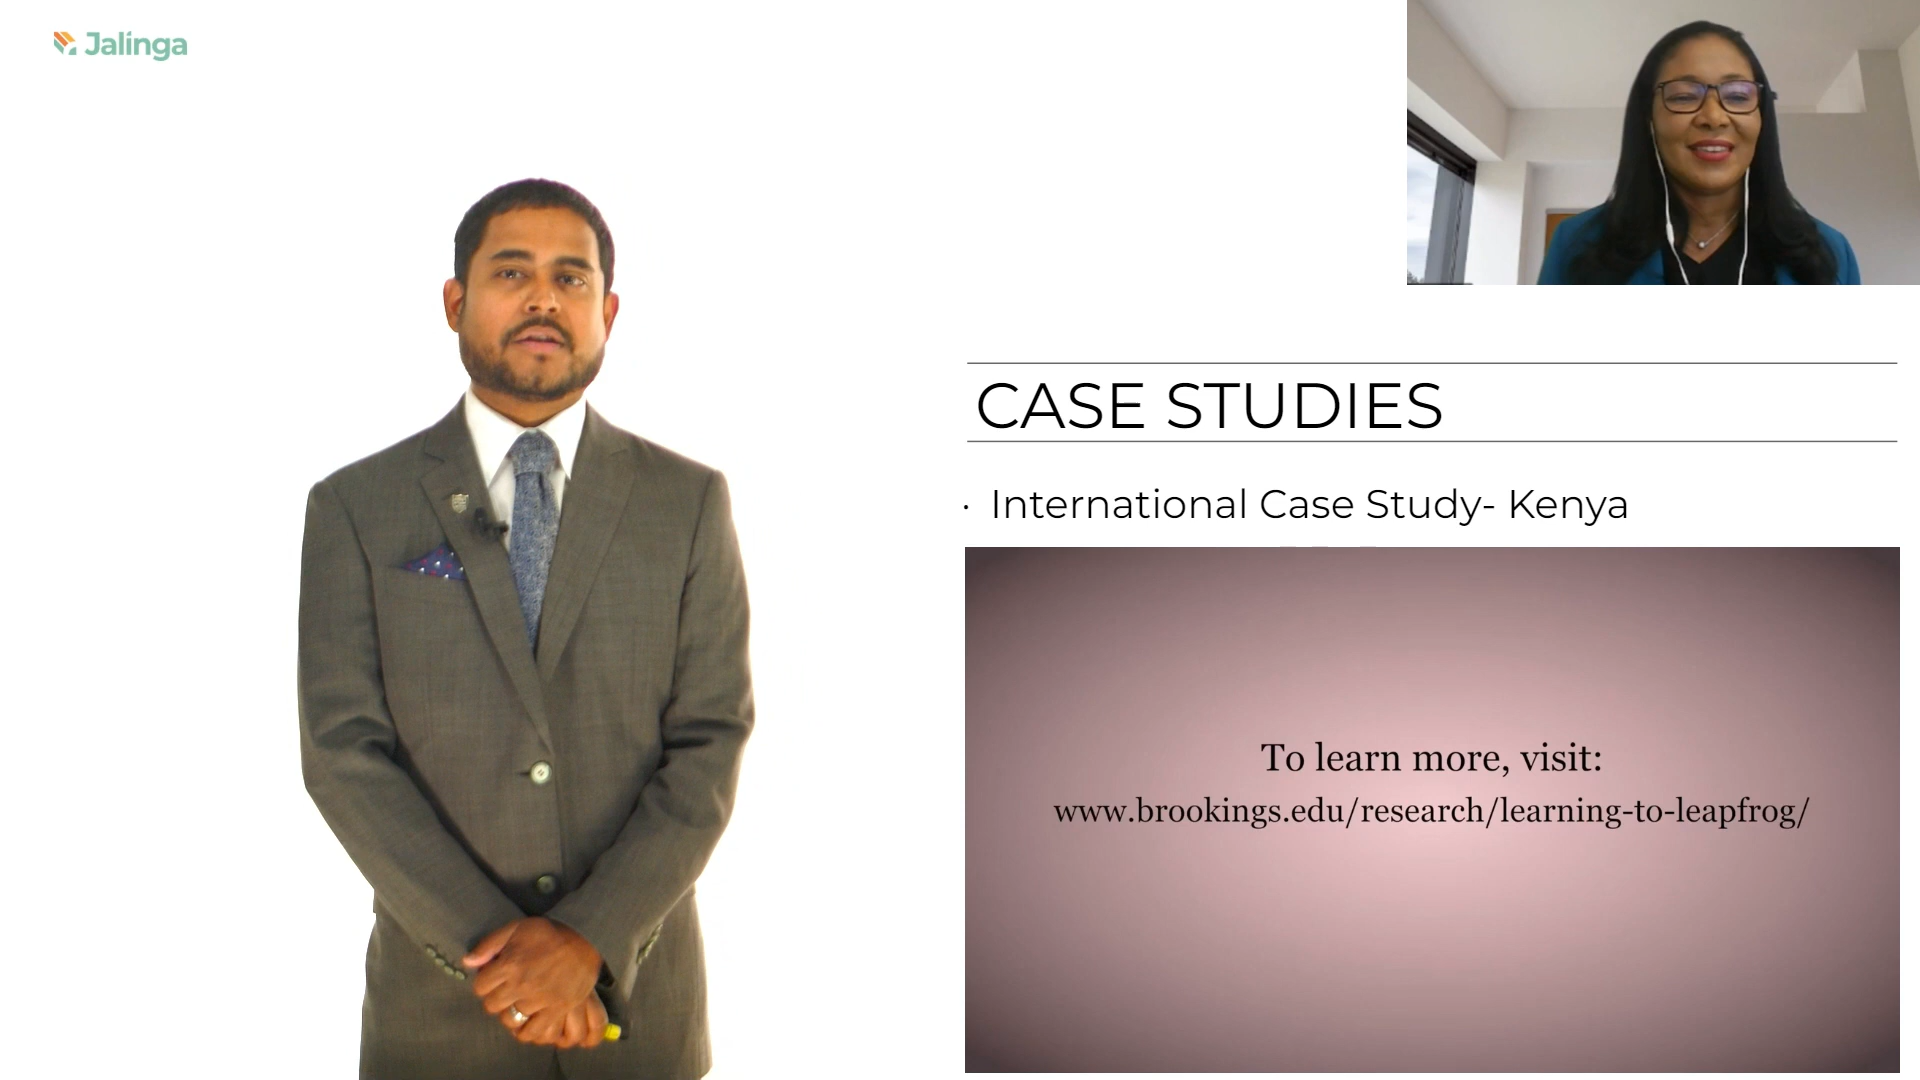 Jalinga
CASE STUDIES
· International Case Study- Kenya
To learn more, visit:
www.brookings.edu/research/learning-to-leapfrog/